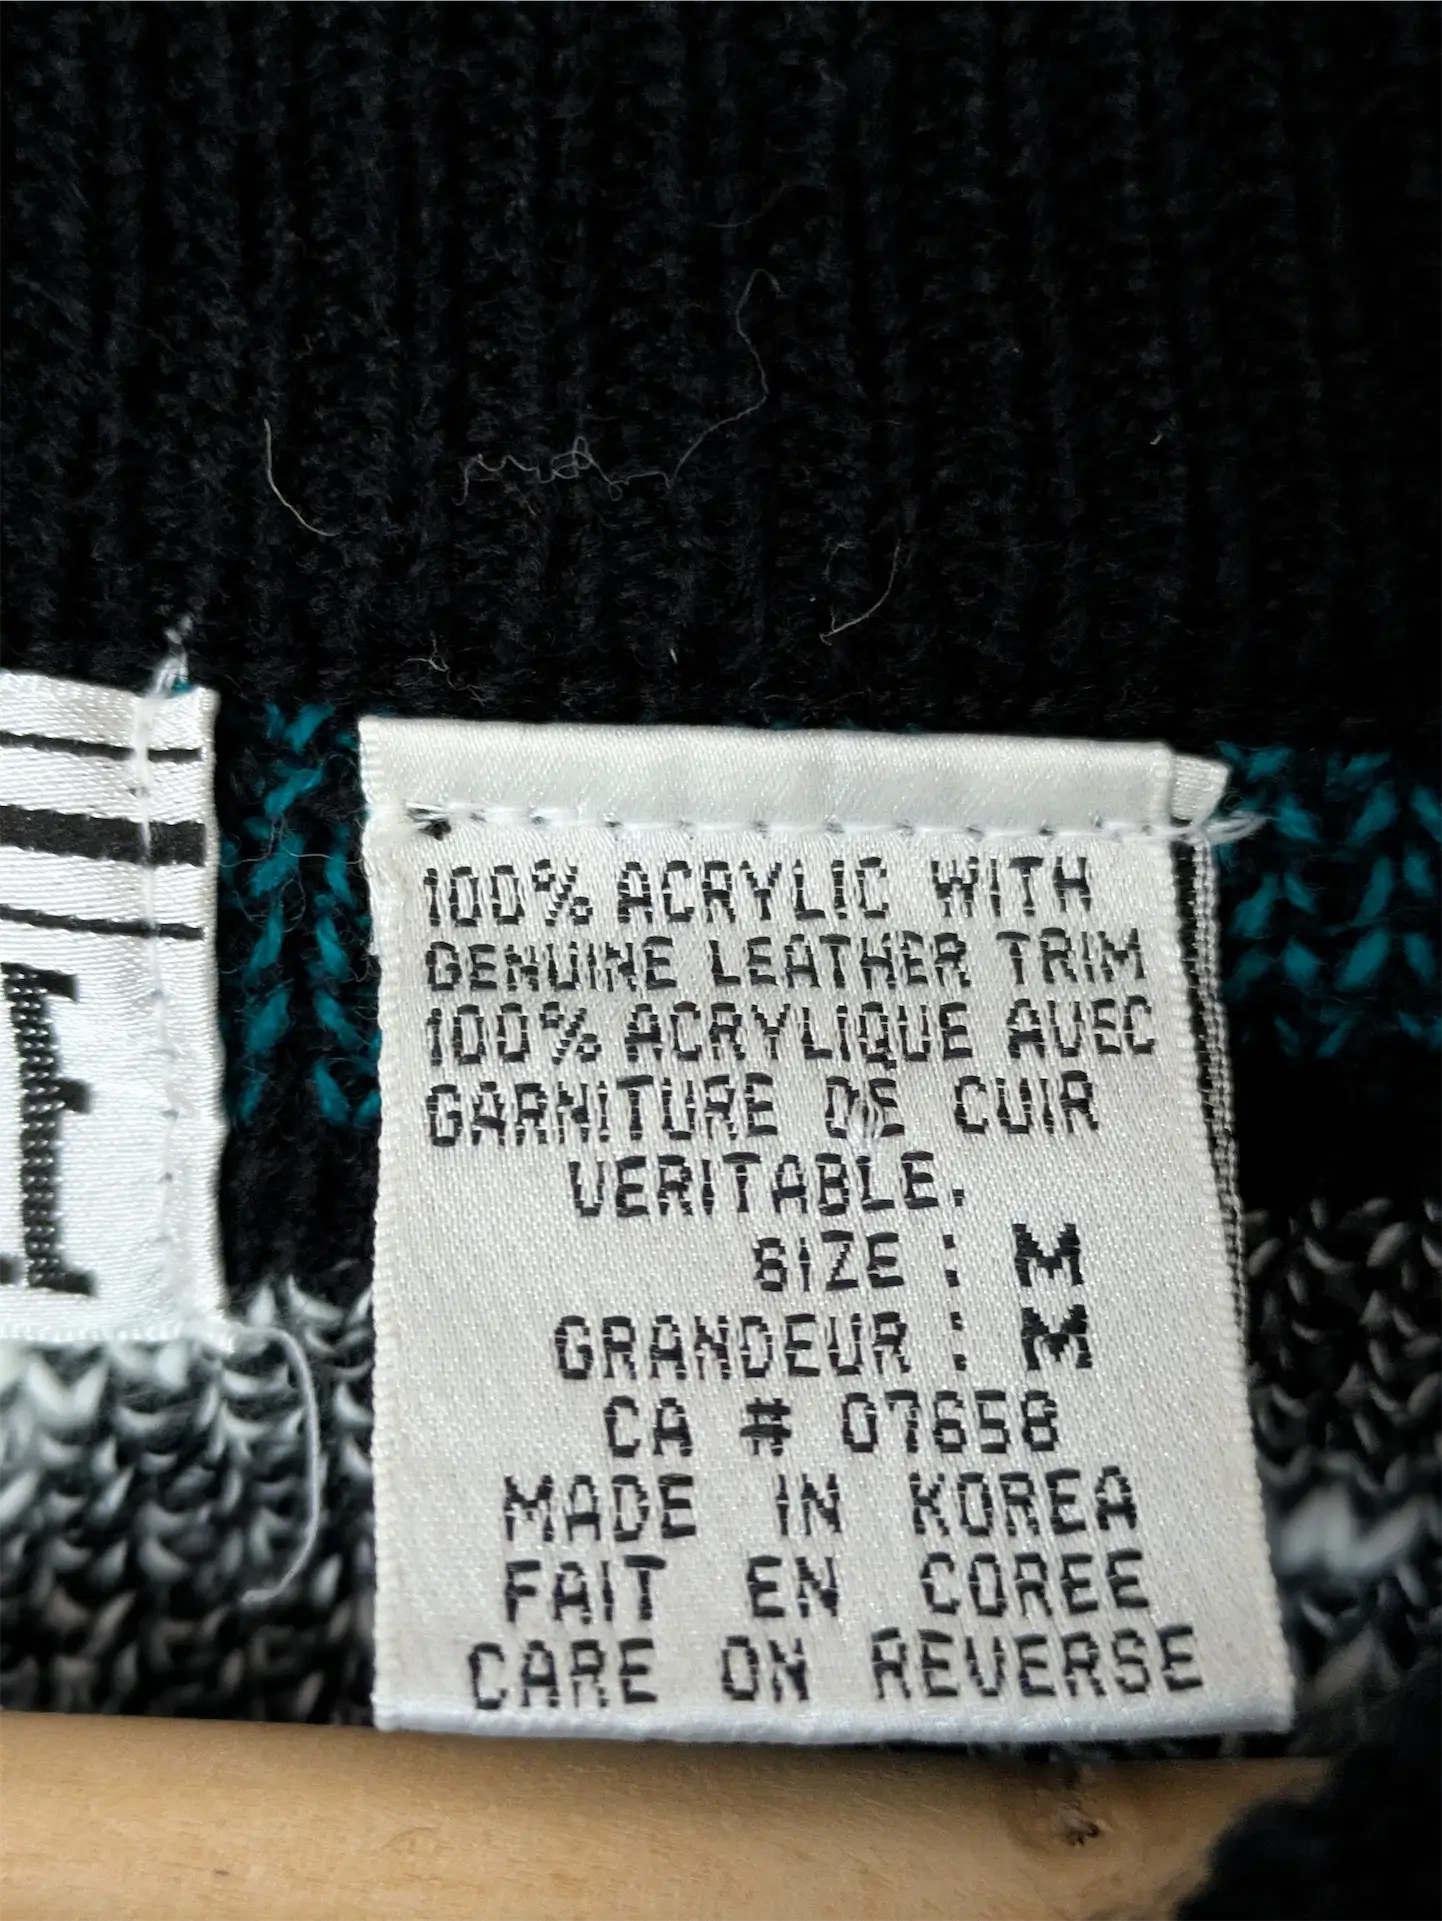 100% ACRYLIC WITH
GENUINE LEATHER TRIM
100% ACRYLIQUE AVEC
GARNITURE DE CUIR
VERITABLE.
SIZE : M
GRANDEUR : M
CA # 07658
MADE IN KOREA
FAIT EN COREE
CARE ON REVERSE